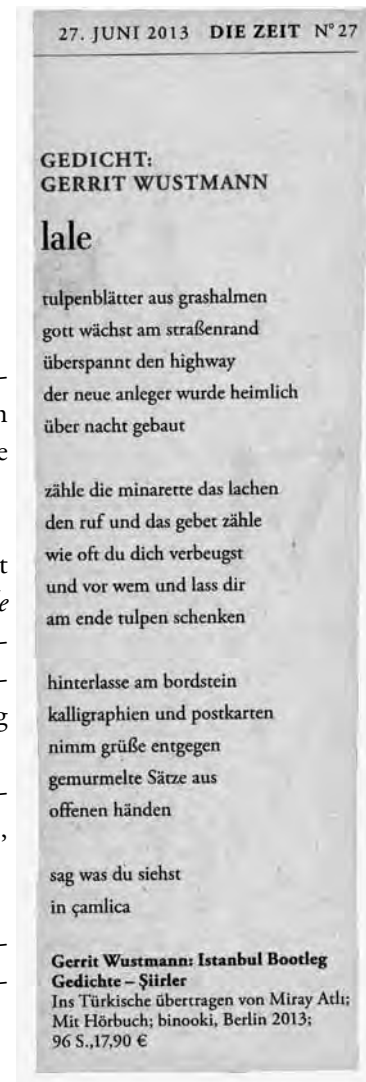 27. JUNI 2013 DIE ZEIT N° 27
GEDICHT:
GERRIT WUSTMANN
lale
tulpenblätter aus grashalmen
gott wächst am straßenrand
überspannt den highway
der neue anleger wurde heimlich
über nacht gebaut
zähle die minarette das lachen
den ruf und das gebet zähle
wie oft du dich verbeugst
und vor wem und lass dir
am ende tulpen schenken
hinterlasse am bordstein
kalligraphien und postkarten
nimm grüße entgegen
gemurmelte Sätze aus
offenen händen
sag was du siehst
in çamlica
Gerrit Wustmann: Istanbul Bootleg
Gedichte – Şiirler
Ins Türkische übertragen von Miray Atlı;
Mit Hörbuch; binooki, Berlin 2013;
96 S.,17,90 €